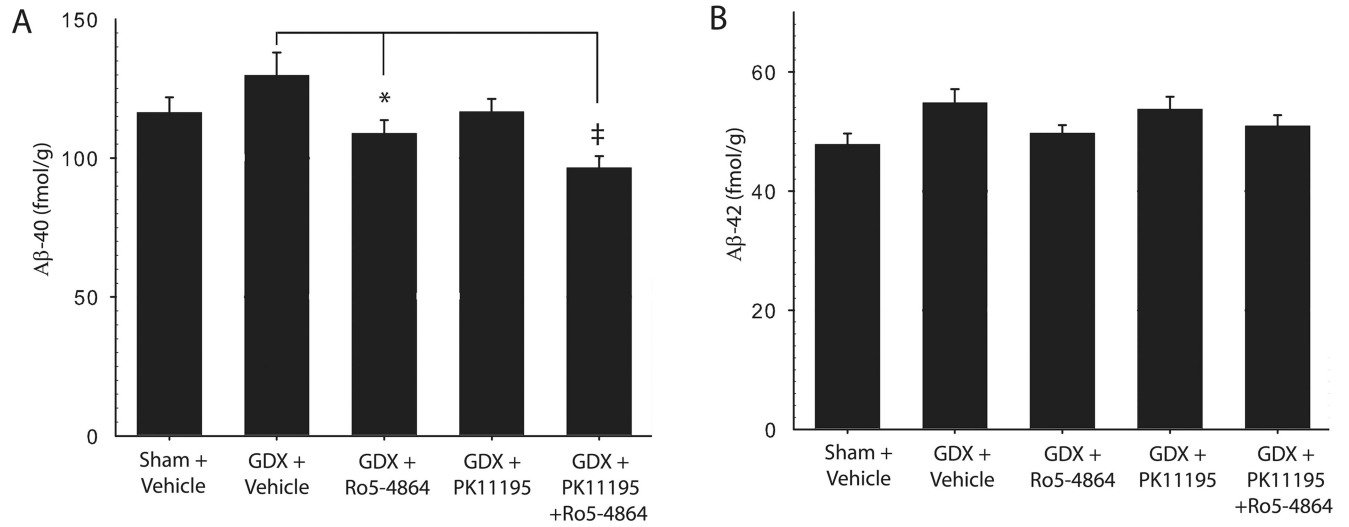 A
150
100
50
0
Aβ-40 (fmol/g)
*
‡
Sham +
Vehicle
GDX +
Vehicle
GDX +
Ro5-4864
GDX +
PK11195
GDX +
PK11195
+Ro5-4864
B
60
40
20
0
Aβ-42 (fmol/g)
Sham +
Vehicle
GDX +
Vehicle
GDX +
Ro5-4864
GDX +
PK11195
GDX +
PK11195
+Ro5-4864